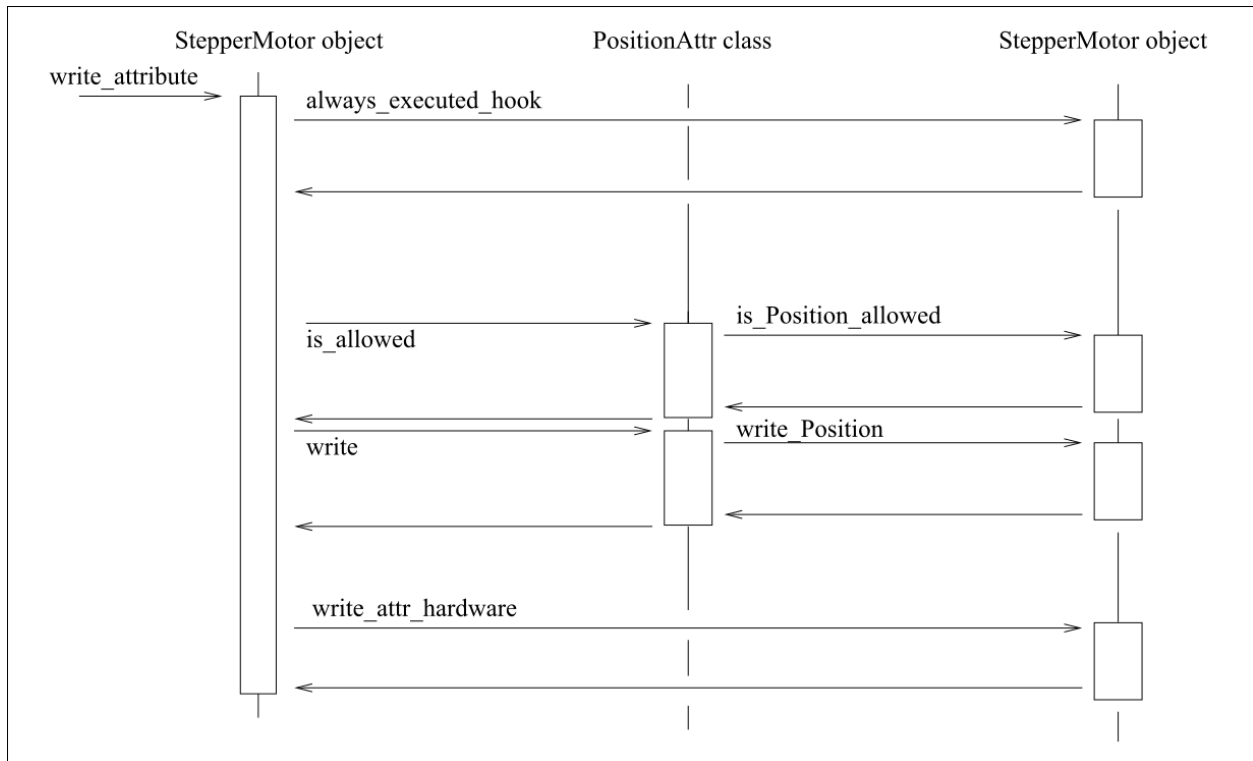 StepperMotor object
PositionAttr class
StepperMotor object
write_attribute
always_executed_hook
is_allowed
is_Position_allowed
write
write_Position
write_attr_hardware